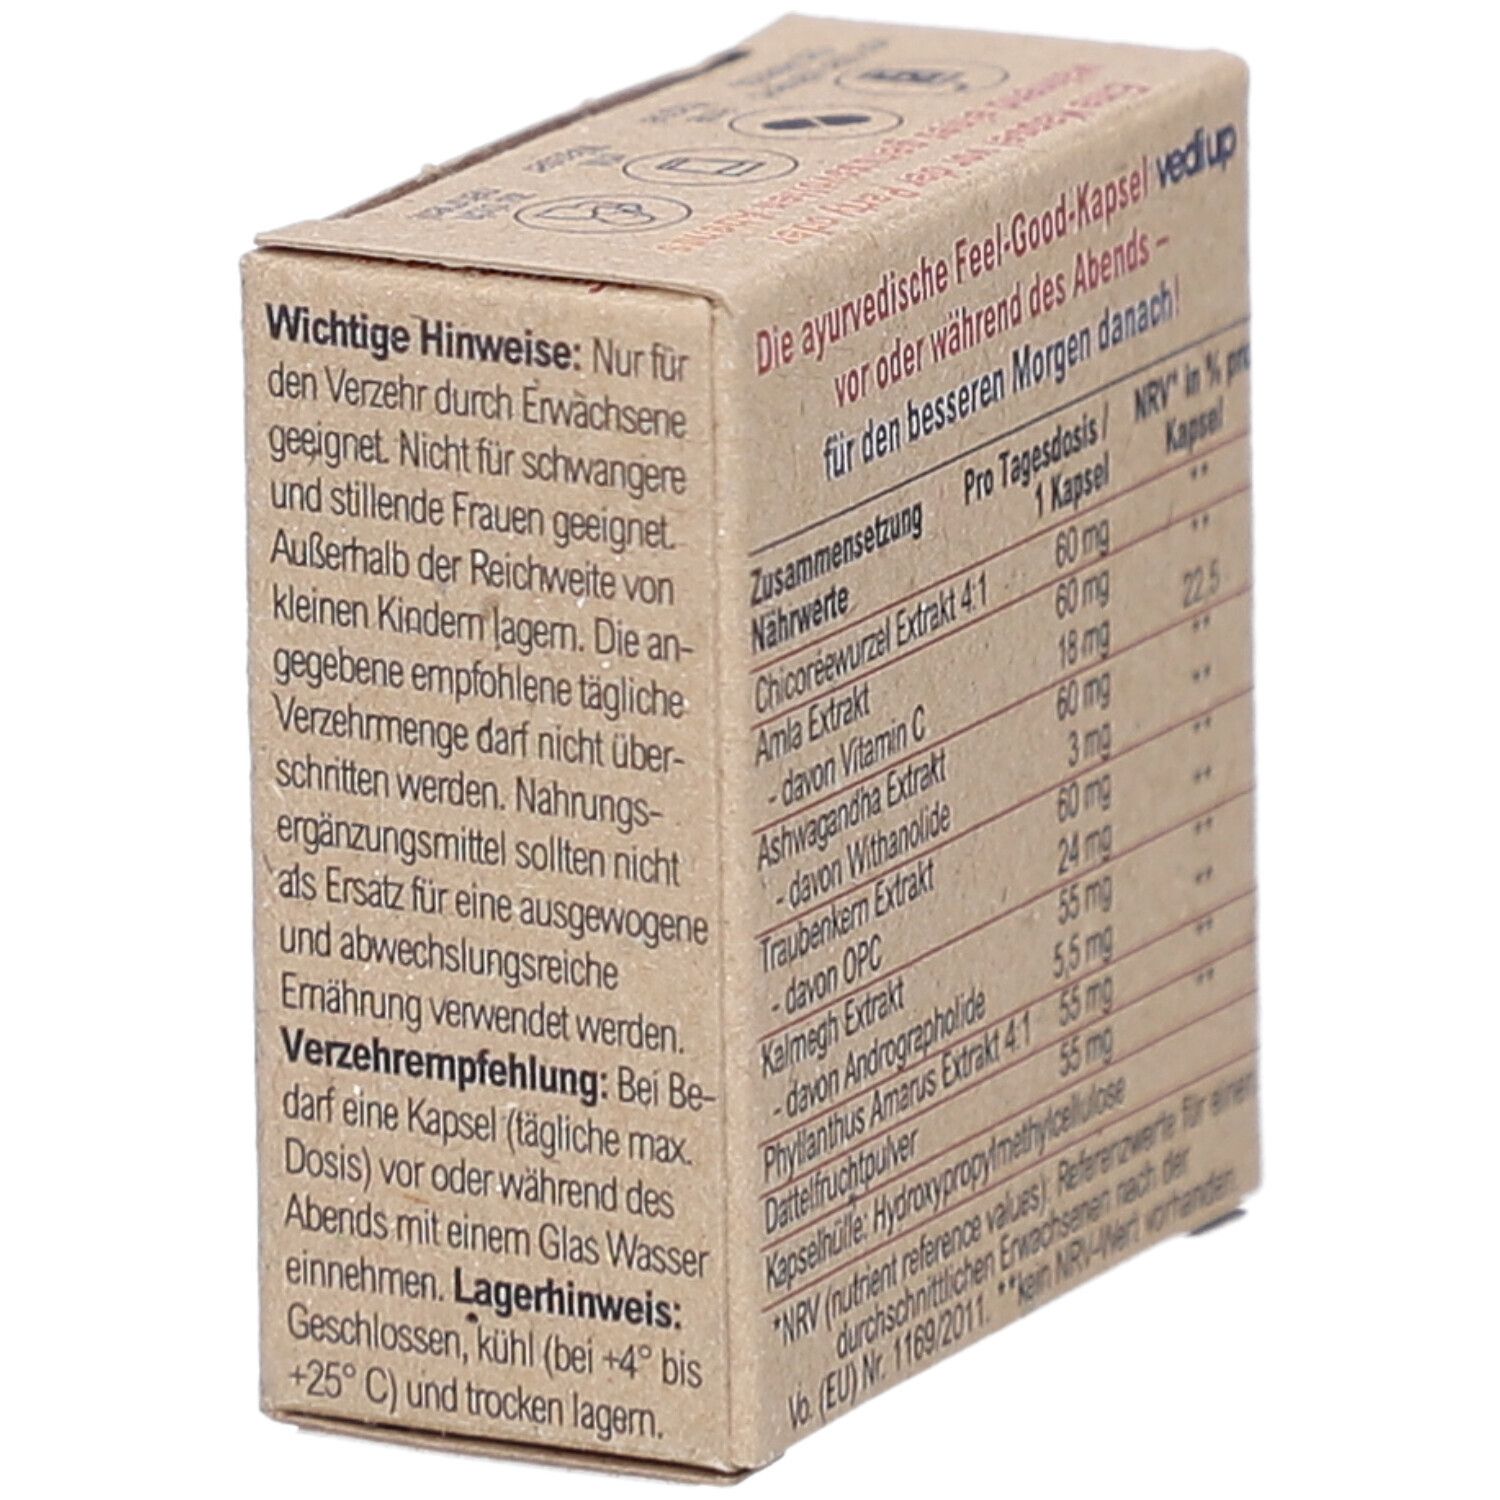 Wichtige Hinweise: Nur für
den Verzehr durch Erwachsene
geeignet. Nicht für schwangere
und stillende Frauen geeignet.
Außerhalb der Reichweite von
kleinen Kindern lagern. Die an-
gegebene empfohlene tägliche
Verzehrmenge darf nicht über-
schritten werden. Nahrungs-
ergänzungsmittel sollten nicht
als Ersatz für eine ausgewogene
und abwechslungsreiche
Ernährung verwendet werden.
Verzehrempfehlung: Bei Be-
darf eine Kapsel (tägliche max.
Dosis) vor oder während des
Abends mit einem Glas Wasser
einnehmen. Lagerhinweis:
Geschlossen, kühl (bei +4° bis
+25° C) und trocken lagern.
Die ayurvedische Feel-Good-Kapsel vediup
vor oder während des Abends –
für den besseren Morgen danach!
Zusammensetzung Pro Tagesdosis / NRV* in % pro
Nährwerte 1 Kapsel Kapsel
Chicoréewurzel Extrakt 4:1 60 mg **
Amla Extrakt 60 mg **
- davon Vitamin C 18 mg 22,5
Ashwagandha Extrakt 60 mg **
- davon Withanolide 3 mg **
Traubenkern Extrakt 60 mg **
- davon OPC 24 mg **
Kalmegh Extrakt 55 mg **
- davon Andrographolide 5,5 mg **
Phyllanthus Amarus Extrakt 4:1 55 mg **
Dattelfruchtpulver 55 mg **
Kapselhülle: Hydroxypropylmethylcellulose
*NRV (nutrient reference values): Referenzwerte für einen
durchschnittlichen Erwachsenen nach der
Vo. (EU) Nr. 1169/2011. **kein NRV-Wert vorhanden.